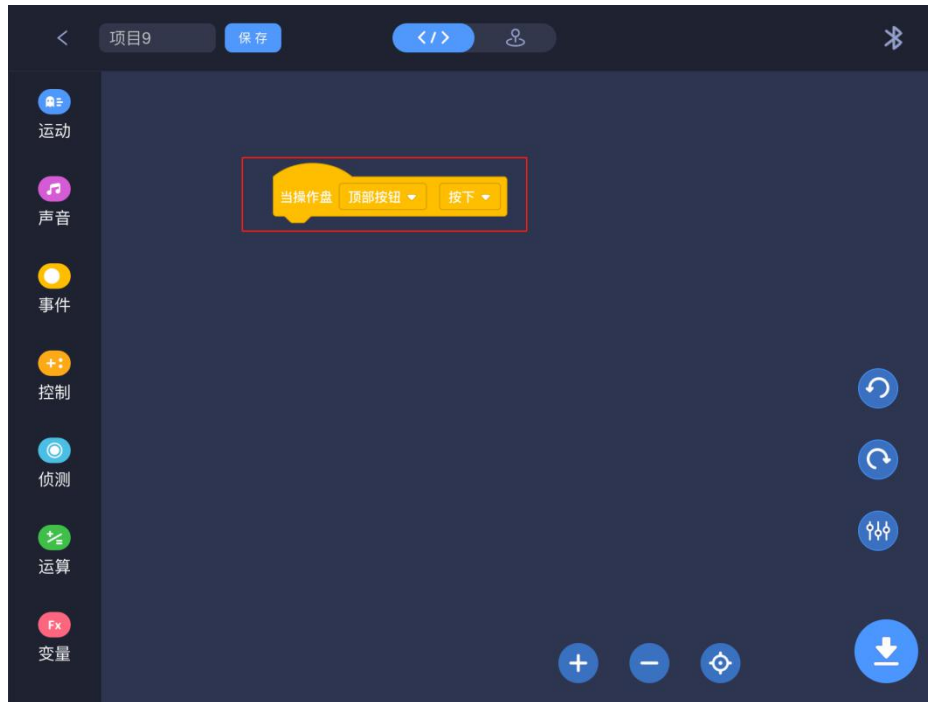 项目9 保存 </>
运动
声音
当操作盘 顶部按钮 按下
事件
控制
侦测
运算
Fx
变量